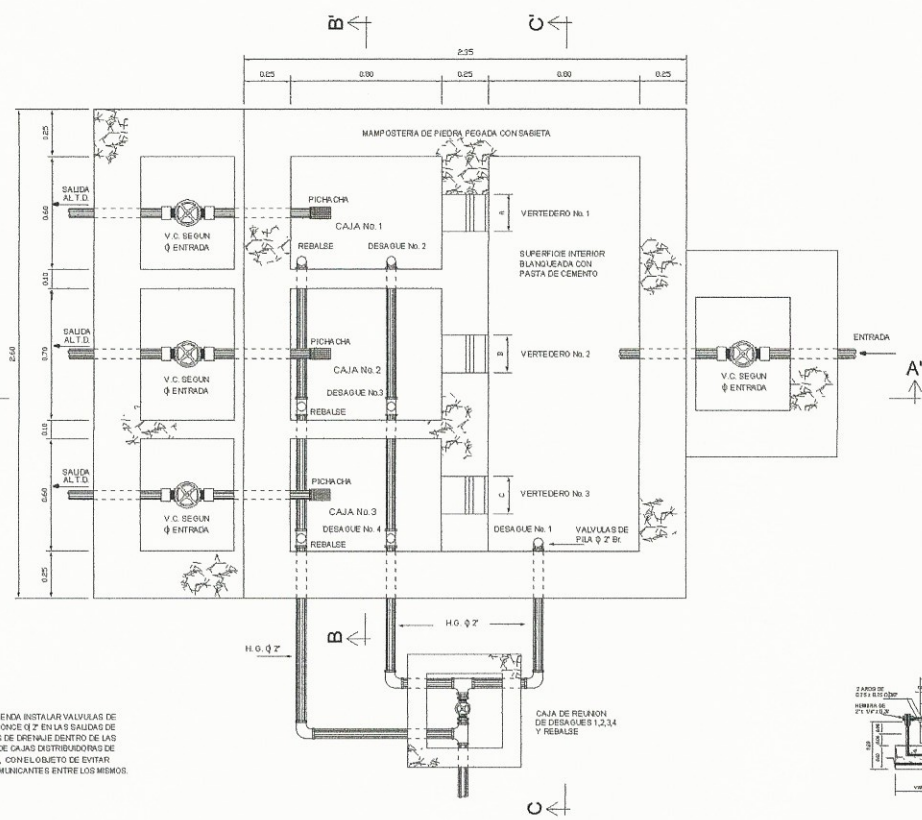 B'
C'
2.35
0.25
0.80
0.25
0.80
0.25
MAMPOSTERIA DE PIEDRA PEGADA CON SABIETA
0.25
0.60
0.10
0.70
0.10
0.60
0.25
2.60
SALIDA
AL T.D.
V.C. SEGUN
ϕ ENTRADA
PICHACHA
CAJA No. 1
REBALSE
DESAGUE No. 2
A
VERTEDERO No. 1
SUPERFICIE INTERIOR
BLANQUEADA CON
PASTA DE CEMENTO
SALIDA
AL T.D.
V.C. SEGUN
ϕ ENTRADA
PICHACHA
CAJA No. 2
DESAGUE No.3
REBALSE
B
VERTEDERO No. 2
V.C. SEGUN
ϕ ENTRADA
ENTRADA
A'
SALIDA
AL T.D.
V.C. SEGUN
ϕ ENTRADA
PICHACHA
CAJA No. 3
DESAGUE No. 4
REBALSE
C
VERTEDERO No. 3
DESAGUE No. 1
VALVULAS DE
PILA ϕ 2" Br.
B
H.G. ϕ 2"
H.G. ϕ 2"
CAJA DE REUNION
DE DESAGUES 1,2,3,4
Y REBALSE
C
ENDA INSTALAR VALVULAS DE
ONCE ϕ 2" EN LAS SALIDAS DE
S DE DRENAJE DENTRO DE LAS
DE CAJAS DISTRIBUIDORAS DE
, CON EL OBJETO DE EVITAR
MUNICANTES ENTRE LOS MISMOS.